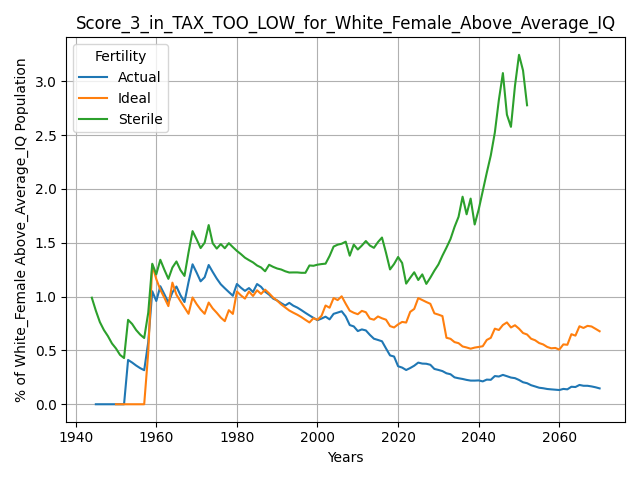 Score_3_in_TAX_TOO_LOW_for_White_Female_Above_Average_IQ
Fertility
Actual
Ideal
Sterile
% of White_Female Above_Average_IQ Population
3.0
2.5
2.0
1.5
1.0
0.5
0.0
1940 1960 1980 2000 2020 2040 2060
Years